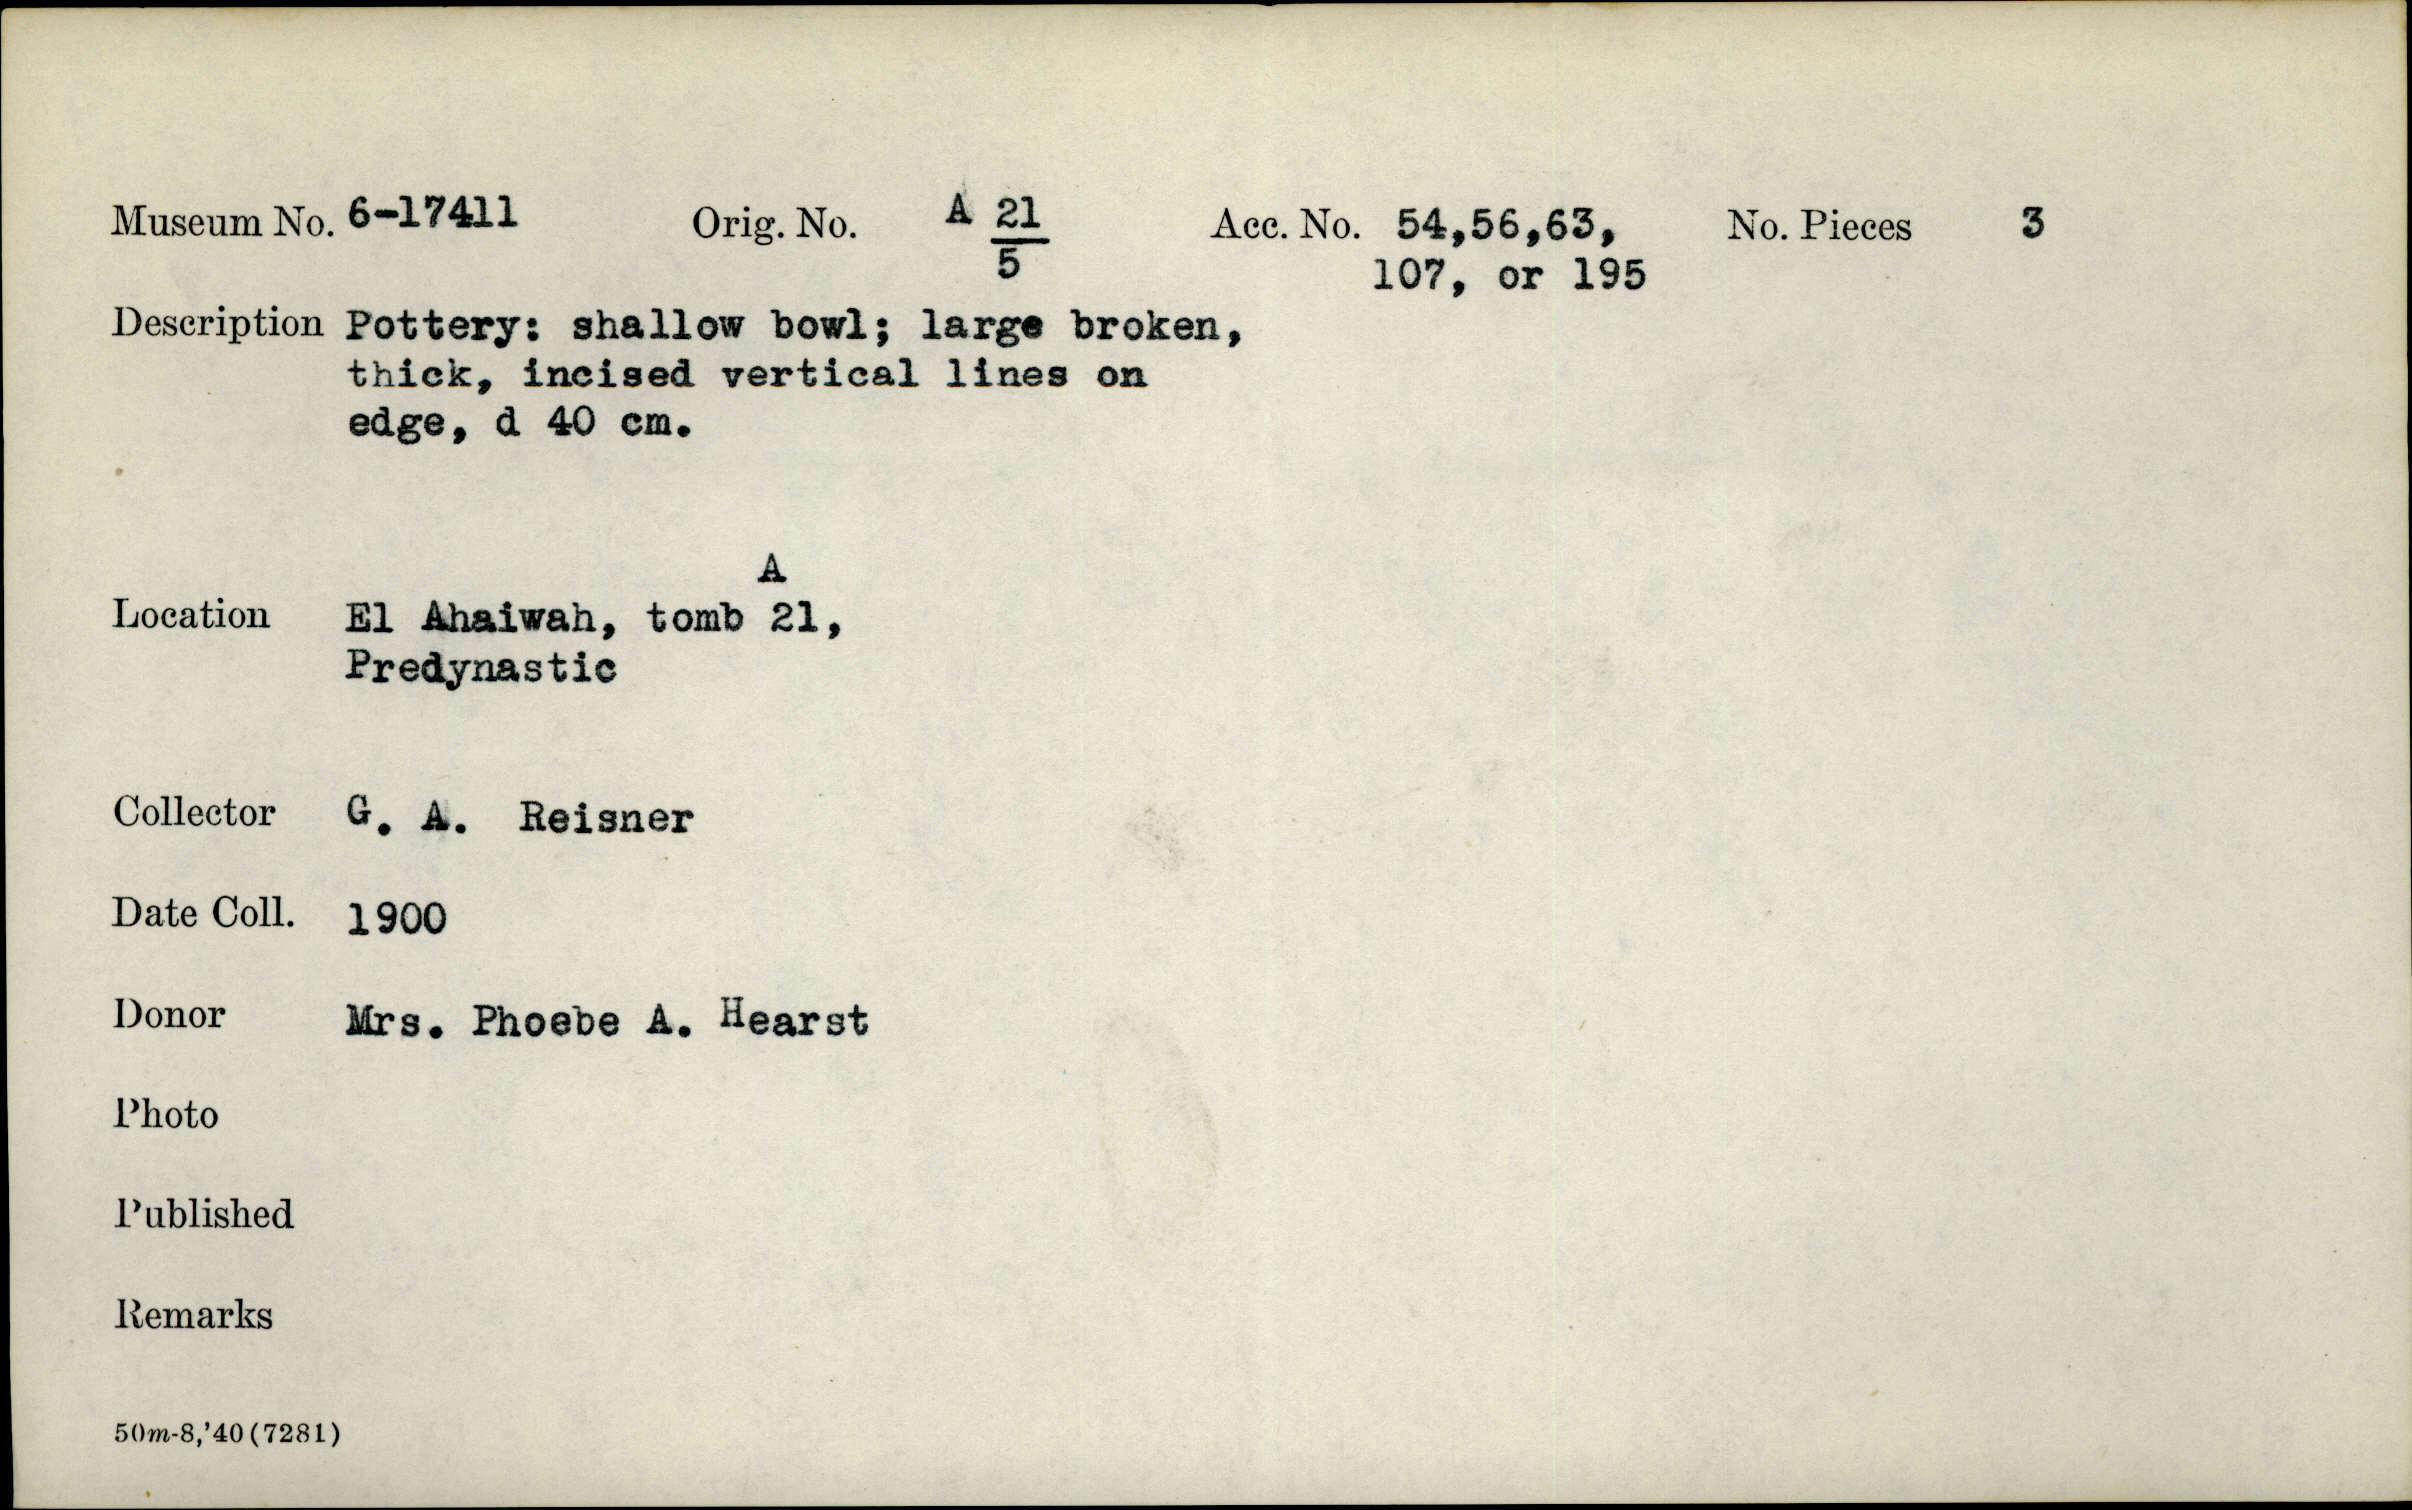 Museum No. 6-17411 Orig. No. A 21/5 Acc. No. 54,56,63, No. Pieces 3
107, or 195
Description Pottery: shallow bowl; large broken,
thick, incised vertical lines on
edge, d 40 cm.
A
Location El Ahaiwah, tomb 21,
Predynastic
Collector G. A. Reisner
Date Coll. 1900
Donor Mrs. Phoebe A. Hearst
Photo
Published
Remarks
50m-8,'40(7281)